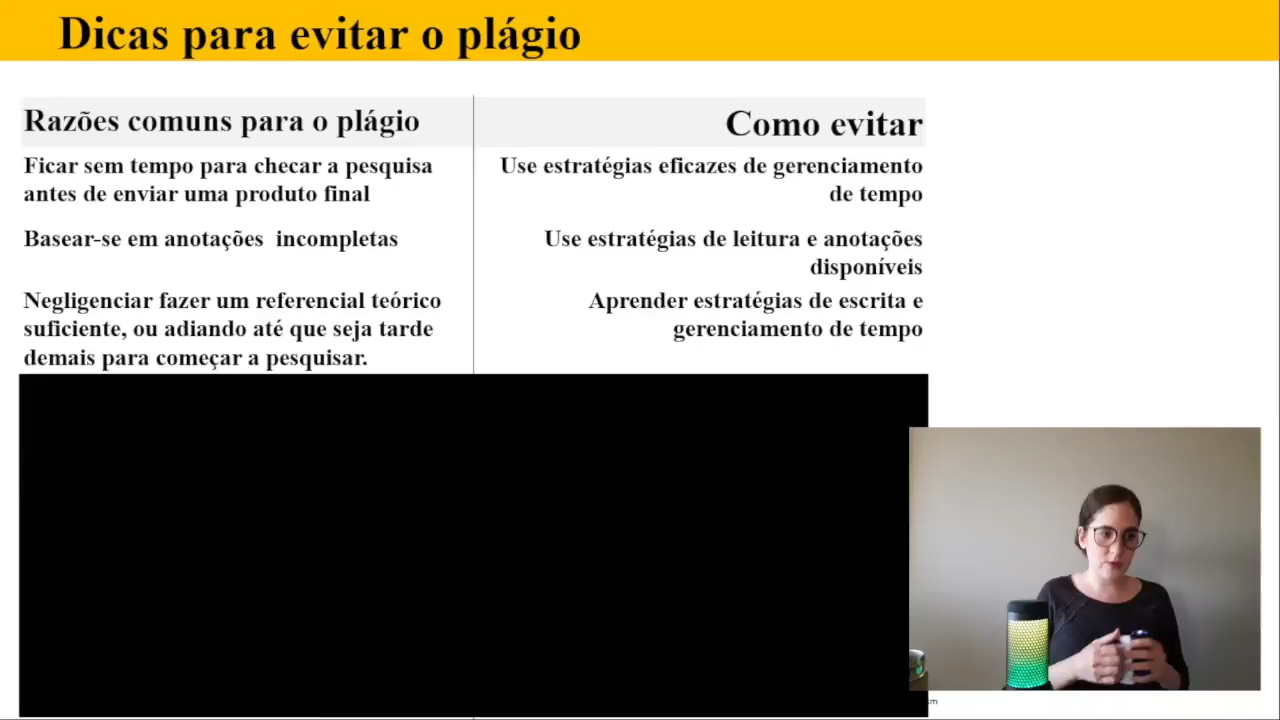 Dicas para evitar o plágio
Razões comuns para o plágio
Como evitar
Ficar sem tempo para checar a pesquisa
antes de enviar uma produto final
Use estratégias eficazes de gerenciamento
de tempo
Basear-se em anotações  incompletas
Use estratégias de leitura e anotações
disponíveis
Negligenciar fazer um referencial teórico
suficiente, ou adiando até que seja tarde
demais para começar a pesquisar.
Aprender estratégias de escrita e
gerenciamento de tempo